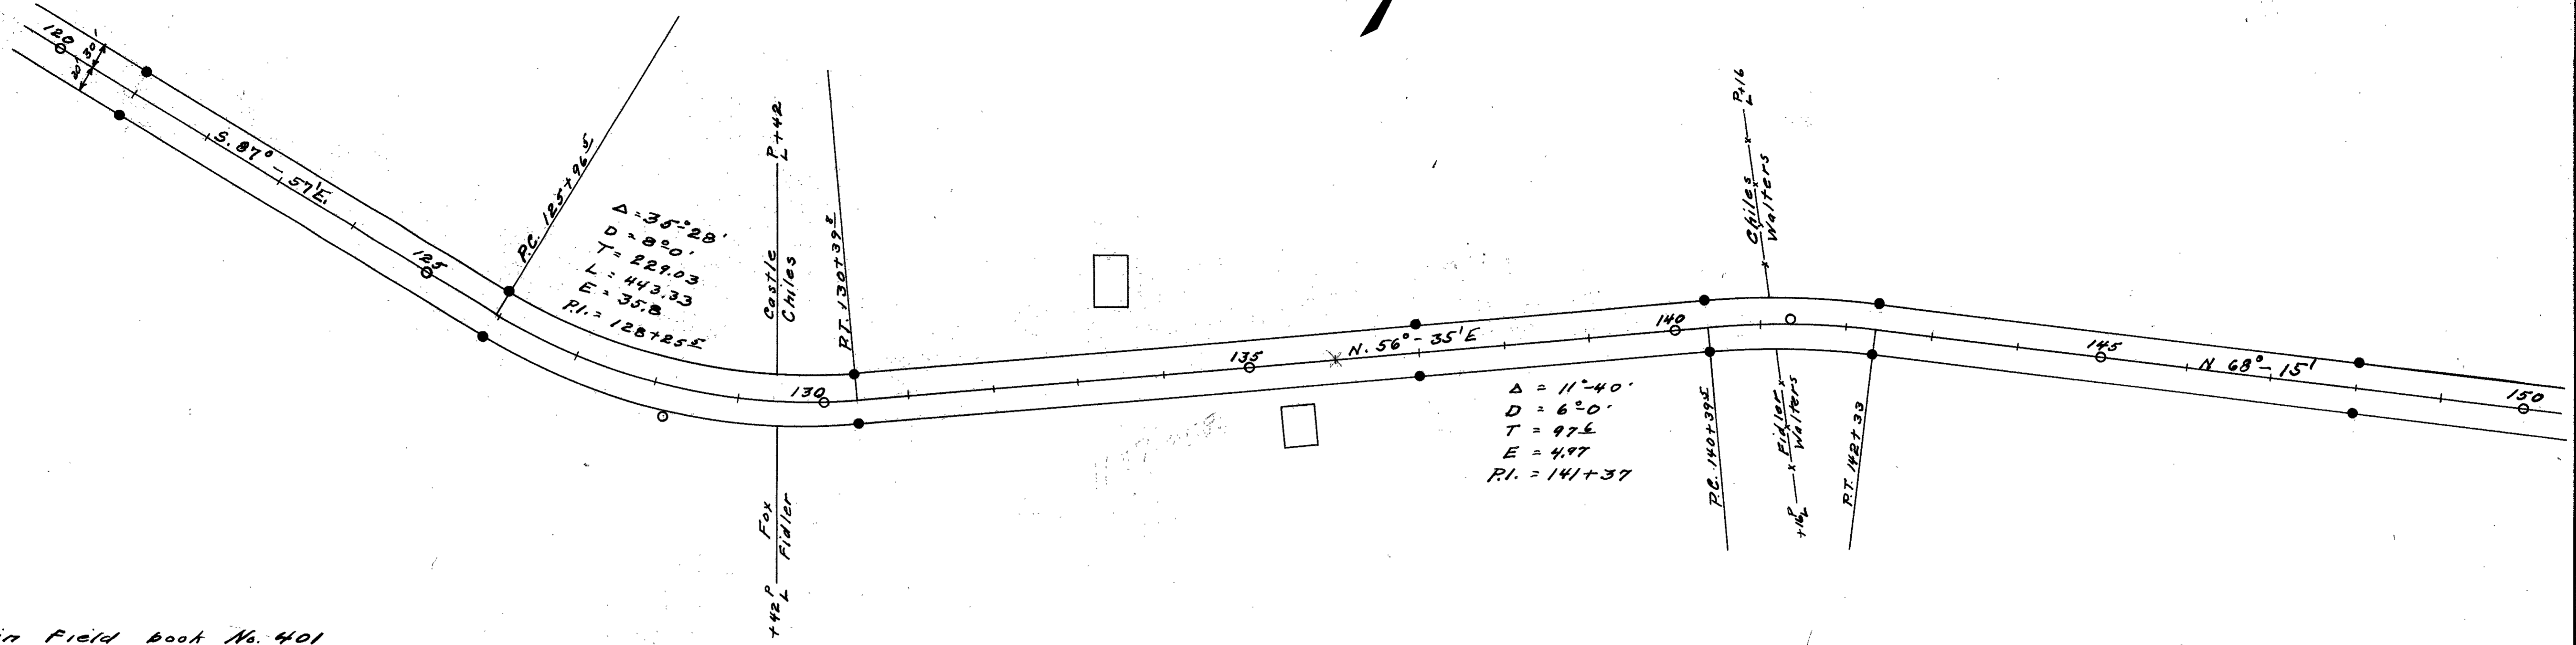 120
30'
20'
S. 87° - 57' E.
125
P.C. 125+96 5
Δ = 35°-28'
D = 8°-0'
T = 229.03
L = 443.33
E = 35.8
P.I. = 128+25 5
P L +42
Castle
Chiles
P.T. 130+39 8
130
Fox
Fidler
+42 P L
135
N. 56° - 35' E
140
Δ = 11°-40'
D = 6°-0'
T = 97 6
E = 4.97
P.I. = 141+37
P L +16
Chiles
Walters
P.C. 140+39 5
Fidler
Walters
+16 P L
P.T. 142+33
145
N 68° - 15'
150
in Field book No. 401